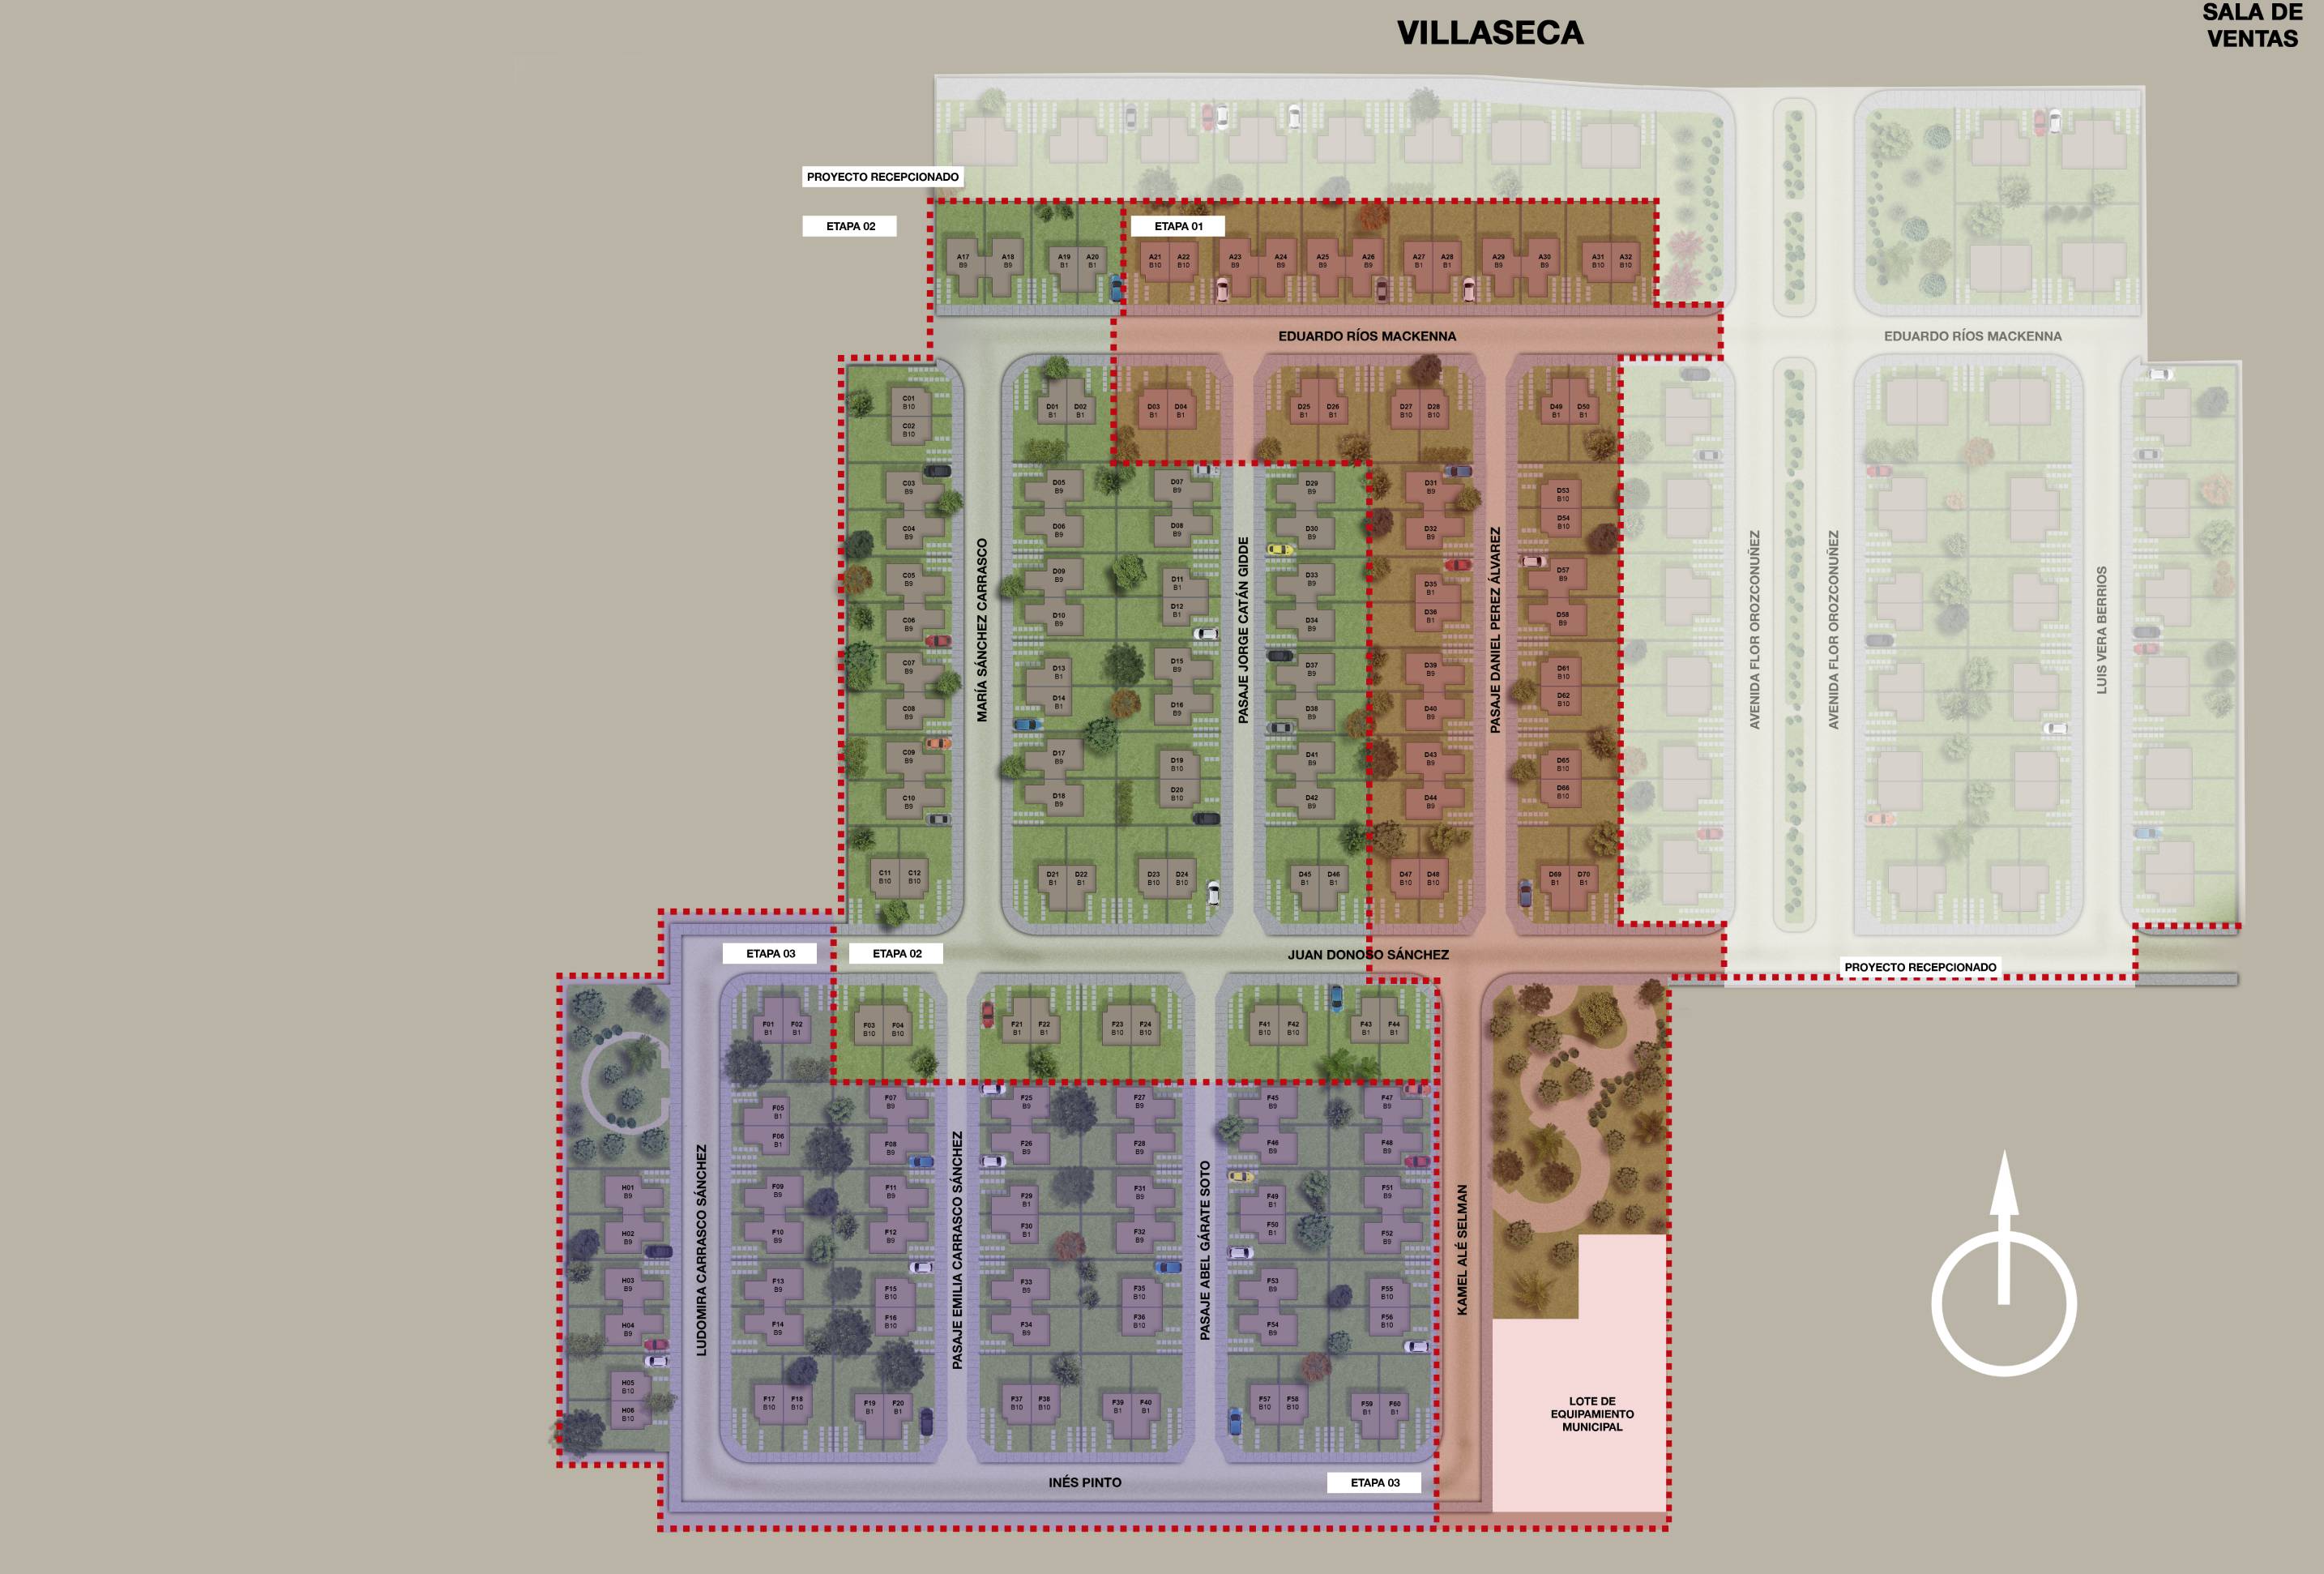 VILLASECA
SALA DE
VENTAS
PROYECTO RECEPCIONADO
ETAPA 02
ETAPA 01
A17
B9
A18
B9
A19
B1
A20
B1
A21
B10
A22
B10
A23
B9
A24
B9
A25
B9
A26
B9
A27
B1
A28
B1
A29
B9
A30
B9
A31
B10
A32
B10
EDUARDO RÍOS MACKENNA
EDUARDO RÍOS MACKENNA
C01
B10
C02
B10
C03
B9
C04
B9
C05
B9
C06
B9
C07
B9
C08
B9
C09
B9
C10
B9
C11
B10
C12
B10
MARÍA SÁNCHEZ CARRASCO
D01
B1
D02
B1
D03
B1
D04
B1
D05
B9
D06
B9
D07
B9
D08
B9
D09
B9
D10
B9
D11
B1
D12
B1
D13
B1
D14
B1
D15
B9
D16
B9
D17
B9
D18
B9
D19
B10
D20
B10
D21
B1
D22
B1
D23
B10
D24
B10
PASAJE JORGE CATÁN GIDDE
D25
B1
D26
B1
D27
B10
D28
B10
D29
B9
D30
B9
D31
B9
D32
B9
D33
B9
D34
B9
D35
B1
D36
B1
D37
B9
D38
B9
D39
B9
D40
B9
D41
B9
D42
B9
D43
B9
D44
B9
D45
B1
D46
B1
D47
B10
D48
B10
PASAJE DANIEL PEREZ ÁLVAREZ
D49
B1
D50
B1
D53
B10
D54
B10
D57
B9
D58
B9
D61
B10
D62
B10
D65
B10
D66
B10
D69
B1
D70
B1
AVENIDA FLOR OROZCONUÑEZ
AVENIDA FLOR OROZCONUÑEZ
LUIS VERA BERRIOS
ETAPA 03
ETAPA 02
JUAN DONOSO SÁNCHEZ
PROYECTO RECEPCIONADO
F01
B1
F02
B1
F03
B10
F04
B10
F21
B1
F22
B1
F23
B10
F24
B10
F41
B10
F42
B10
F43
B1
F44
B1
H01
B9
H02
B9
H03
B9
H04
B9
H05
B10
H06
B10
LUDOMIRA CARRASCO SÁNCHEZ
F05
B1
F06
B1
F07
B9
F08
B9
F09
B9
F10
B9
F11
B9
F12
B9
F13
B9
F14
B9
F15
B10
F16
B10
F17
B10
F18
B10
F19
B1
F20
B1
PASAJE EMILIA CARRASCO SÁNCHEZ
F25
B9
F26
B9
F27
B9
F28
B9
F29
B1
F30
B1
F31
B9
F32
B9
F33
B9
F34
B9
F35
B10
F36
B10
F37
B10
F38
B10
F39
B1
F40
B1
PASAJE ABEL GÁRATE SOTO
F45
B9
F46
B9
F47
B9
F48
B9
F49
B1
F50
B1
F51
B9
F52
B9
F53
B9
F54
B9
F55
B10
F56
B10
F57
B10
F58
B10
F59
B1
F60
B1
KAMEL ALÉ SELMAN
LOTE DE
EQUIPAMIENTO
MUNICIPAL
INÉS PINTO
ETAPA 03